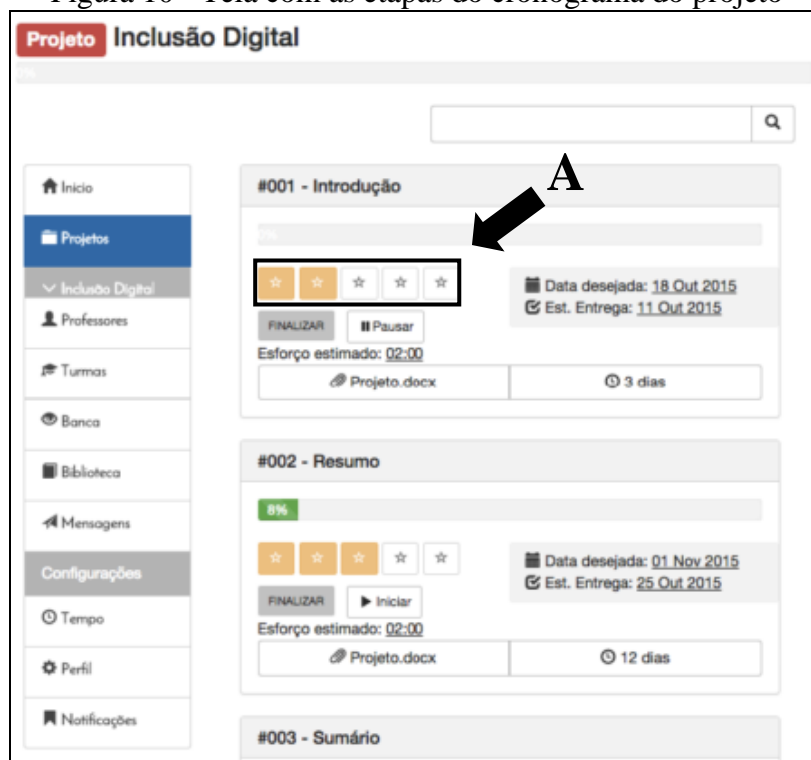 Figura 10 - Tela com as etapas do cronograma do projeto
Projeto Inclusão Digital
0%
A
Inicio
Projetos
Inclusão Digital
Professores
Turmas
Banca
Biblioteca
Mensagens
Configurações
Tempo
Perfil
Notificações
#001 - Introdução
0%
Data desejada: 18 Out 2015
Est. Entrega: 11 Out 2015
FINALIZAR Pausar
Esforço estimado: 02:00
Projeto.docx 3 dias
#002 - Resumo
8%
Data desejada: 01 Nov 2015
Est. Entrega: 25 Out 2015
FINALIZAR Iniciar
Esforço estimado: 02:00
Projeto.docx 12 dias
#003 - Sumário